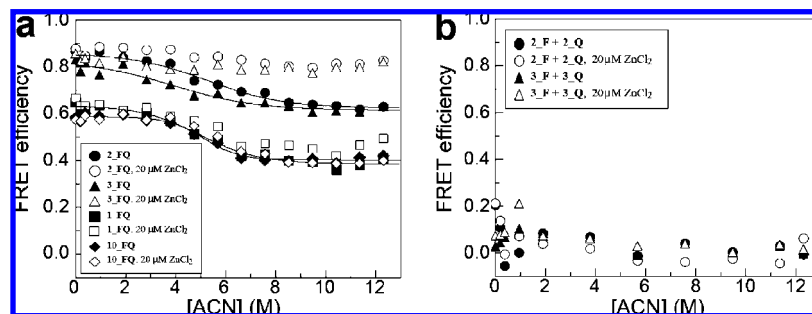 a
FRET efficiency
1.0
0.8
0.6
0.4
0.2
0.0
2_FQ
2_FQ, 20 μM ZnCl2
3_FQ
3_FQ, 20 μM ZnCl2
1_FQ
1_FQ, 20 μM ZnCl2
10_FQ
10_FQ, 20 μM ZnCl2
0 2 4 6 8 10 12
[ACN] (M)
b
FRET efficiency
1.0
0.8
0.6
0.4
0.2
0.0
2_F + 2_Q
2_F + 2_Q, 20 μM ZnCl2
3_F + 3_Q
3_F + 3_Q, 20 μM ZnCl2
0 2 4 6 8 10 12
[ACN] (M)